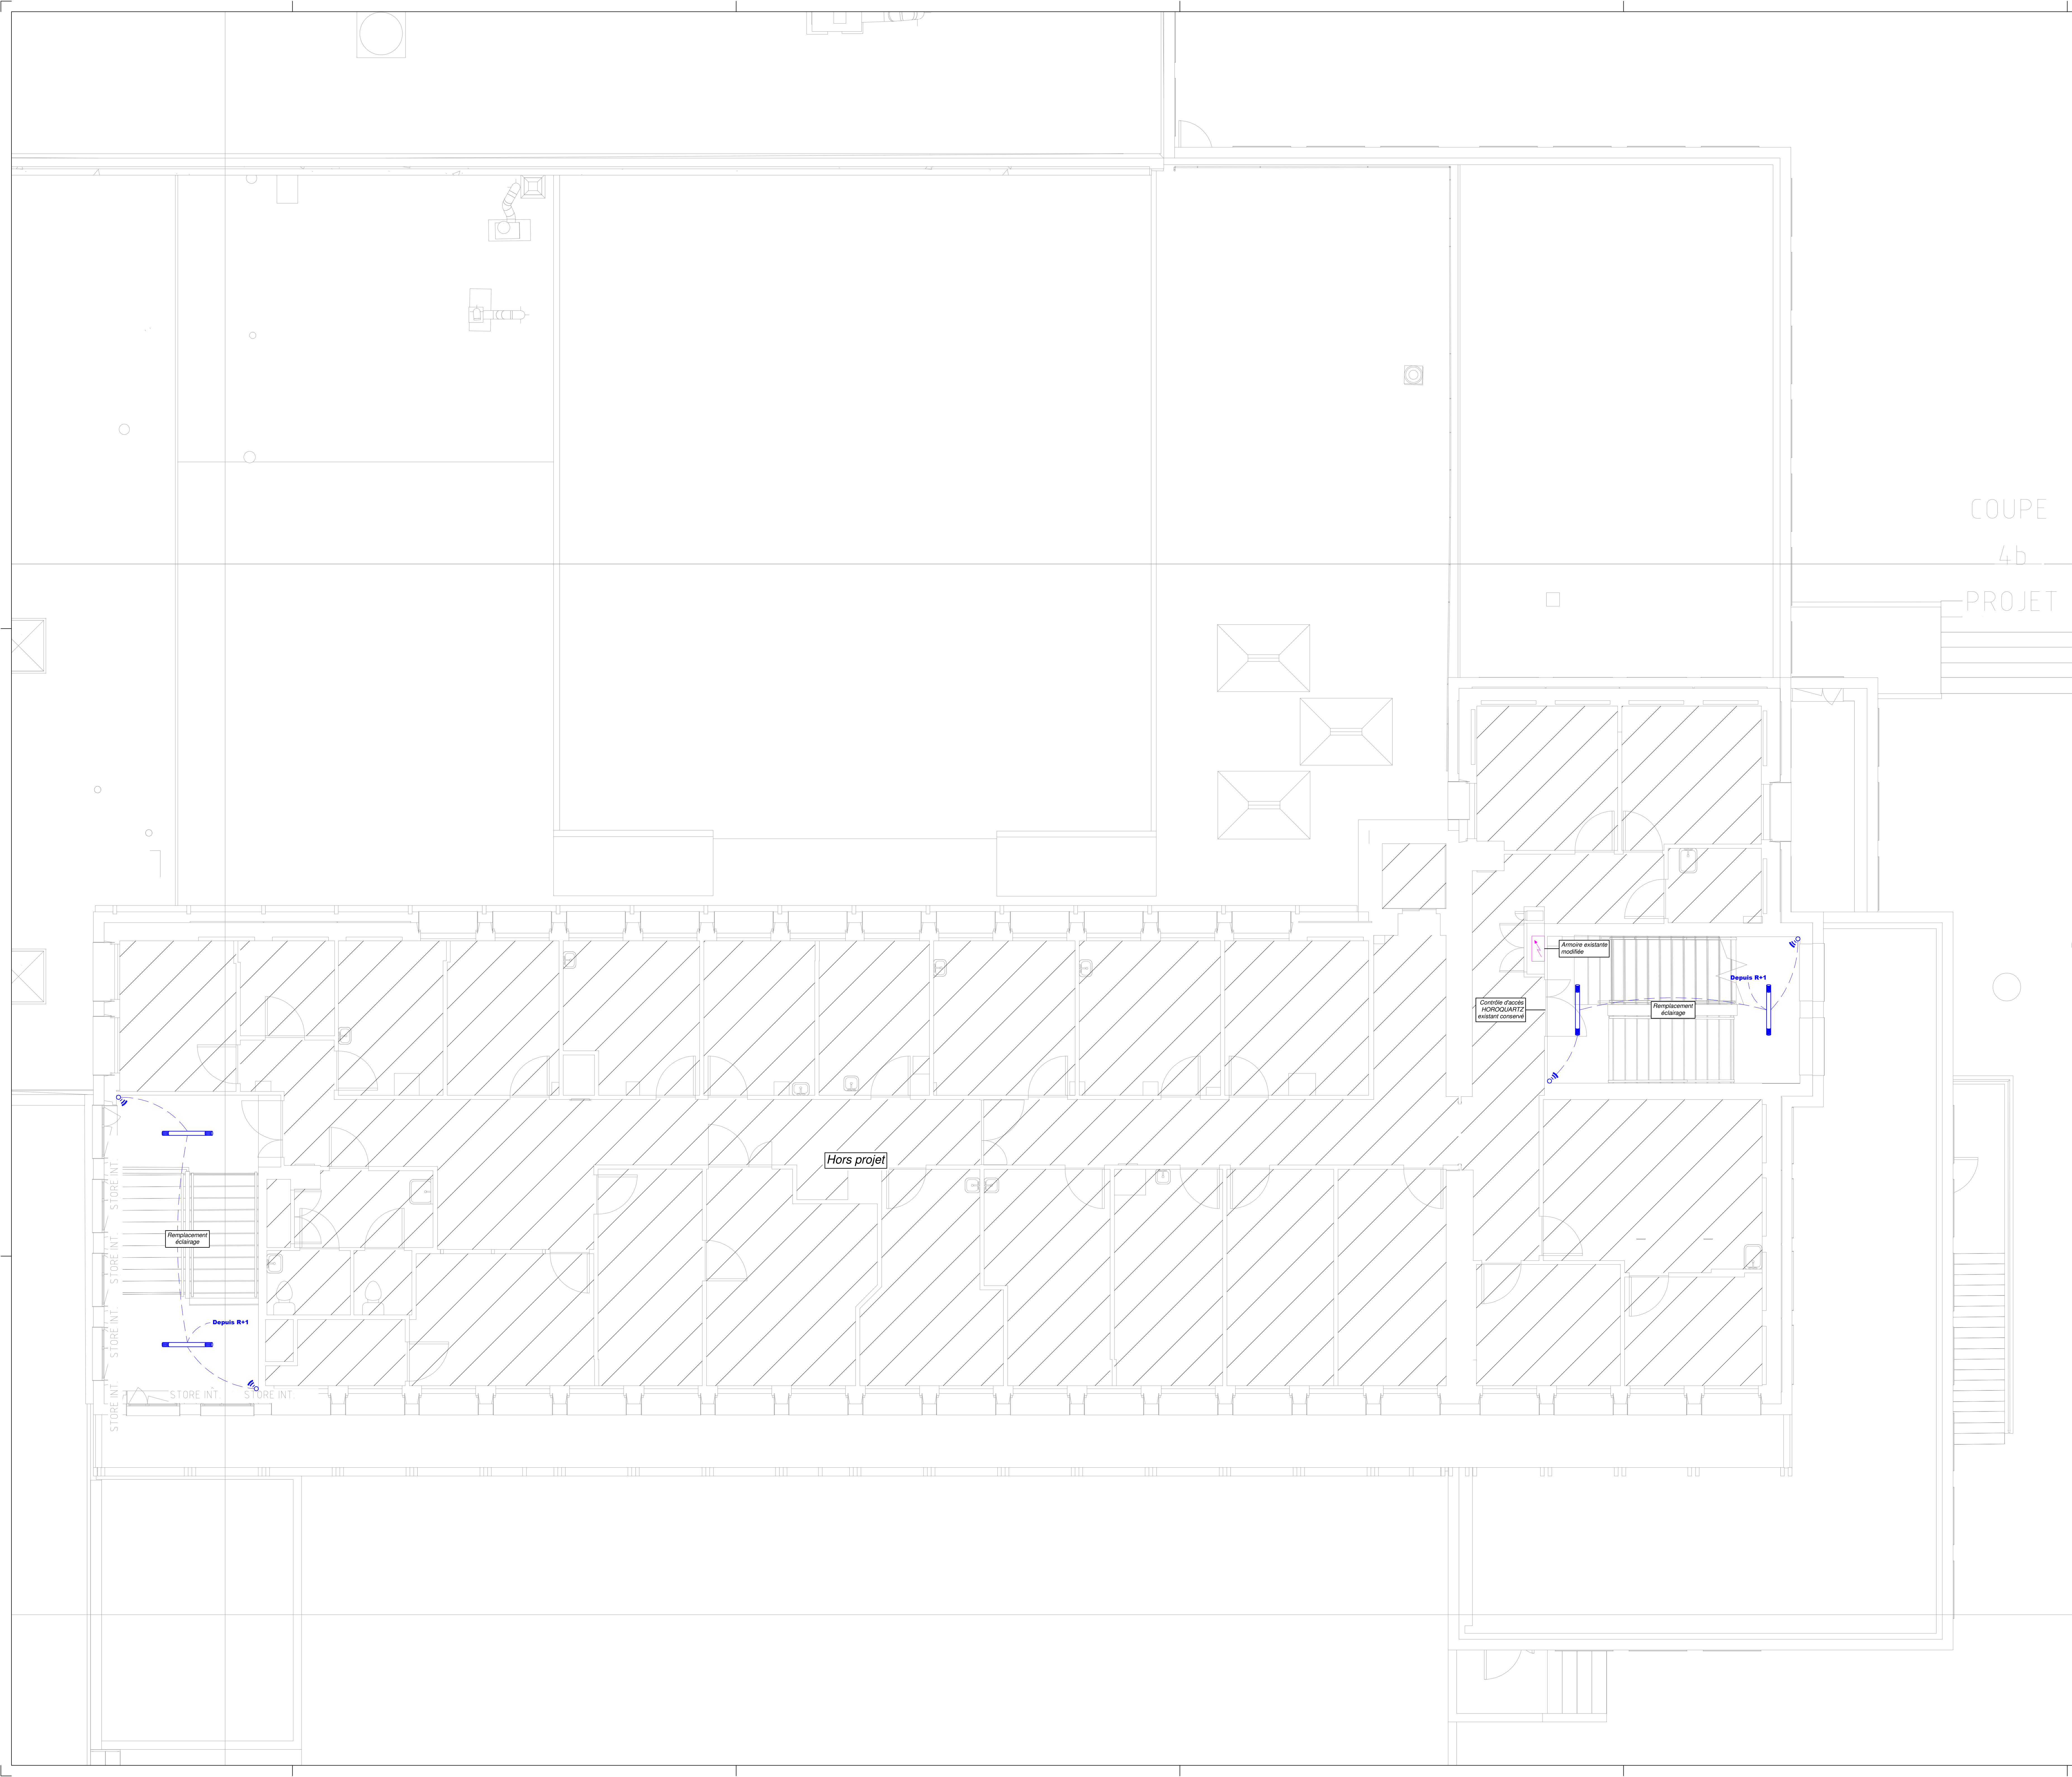 COUPE
4b
PROJET
Armoire existante
modifiée
Depuis R+1
Contrôle d'accès
HOROQUARTZ
existant conservé
Remplacement
éclairage
Hors projet
STORE INT
STORE INT
STORE INT
STORE INT
Remplacement
éclairage
Depuis R+1
STORE INT
STORE INT